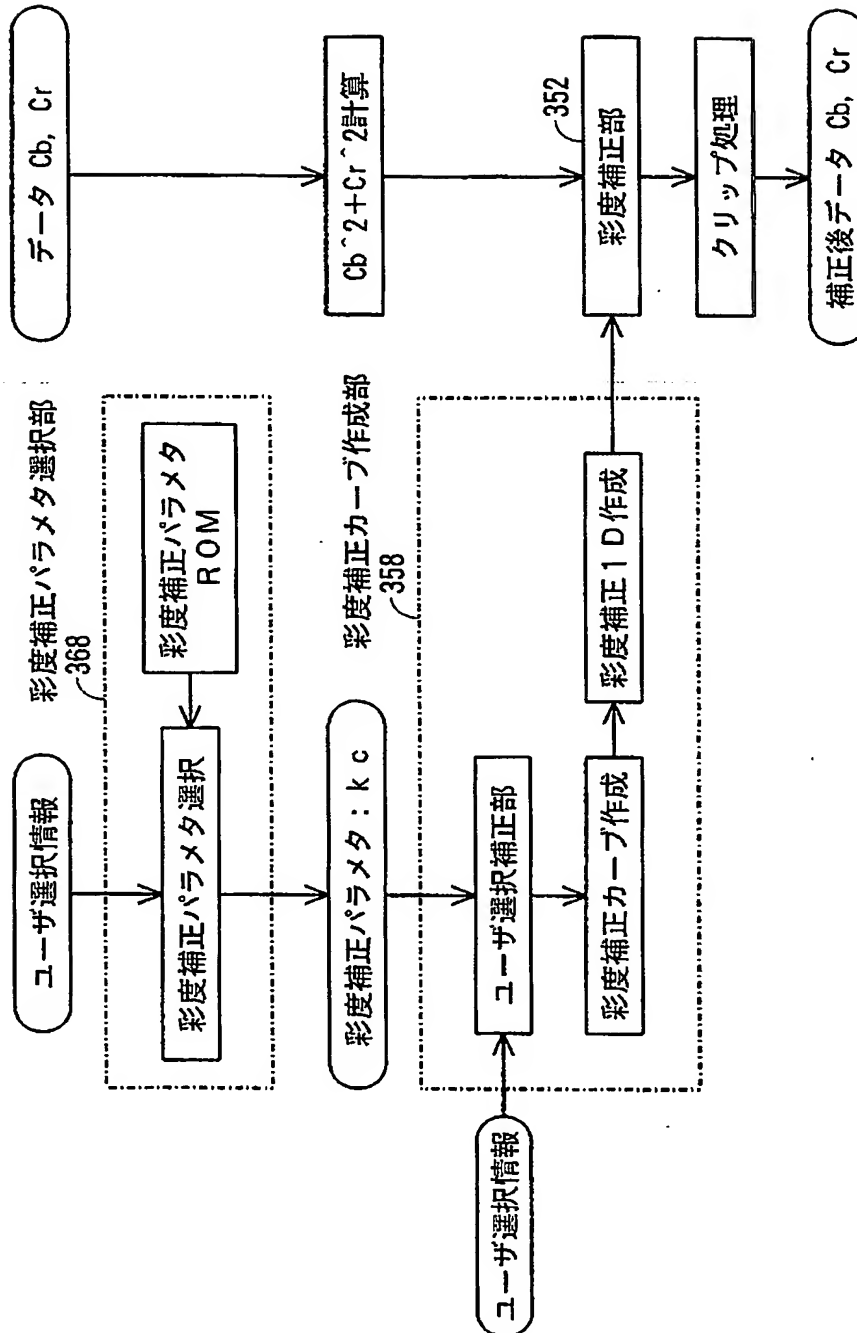 ユーザ選択情報
彩度補正パラメタ選択部
368
彩度補正パラメタ
ROM
彩度補正パラメタ選択
彩度補正パラメタ：kc
データ Cb, Cr
Cb^2+Cr^2計算
彩度補正カーブ作成部
358
ユーザ選択情報
ユーザ選択補正部
彩度補正カーブ作成
彩度補正1D作成
352
彩度補正部
クリップ処理
補正後データ Cb, Cr